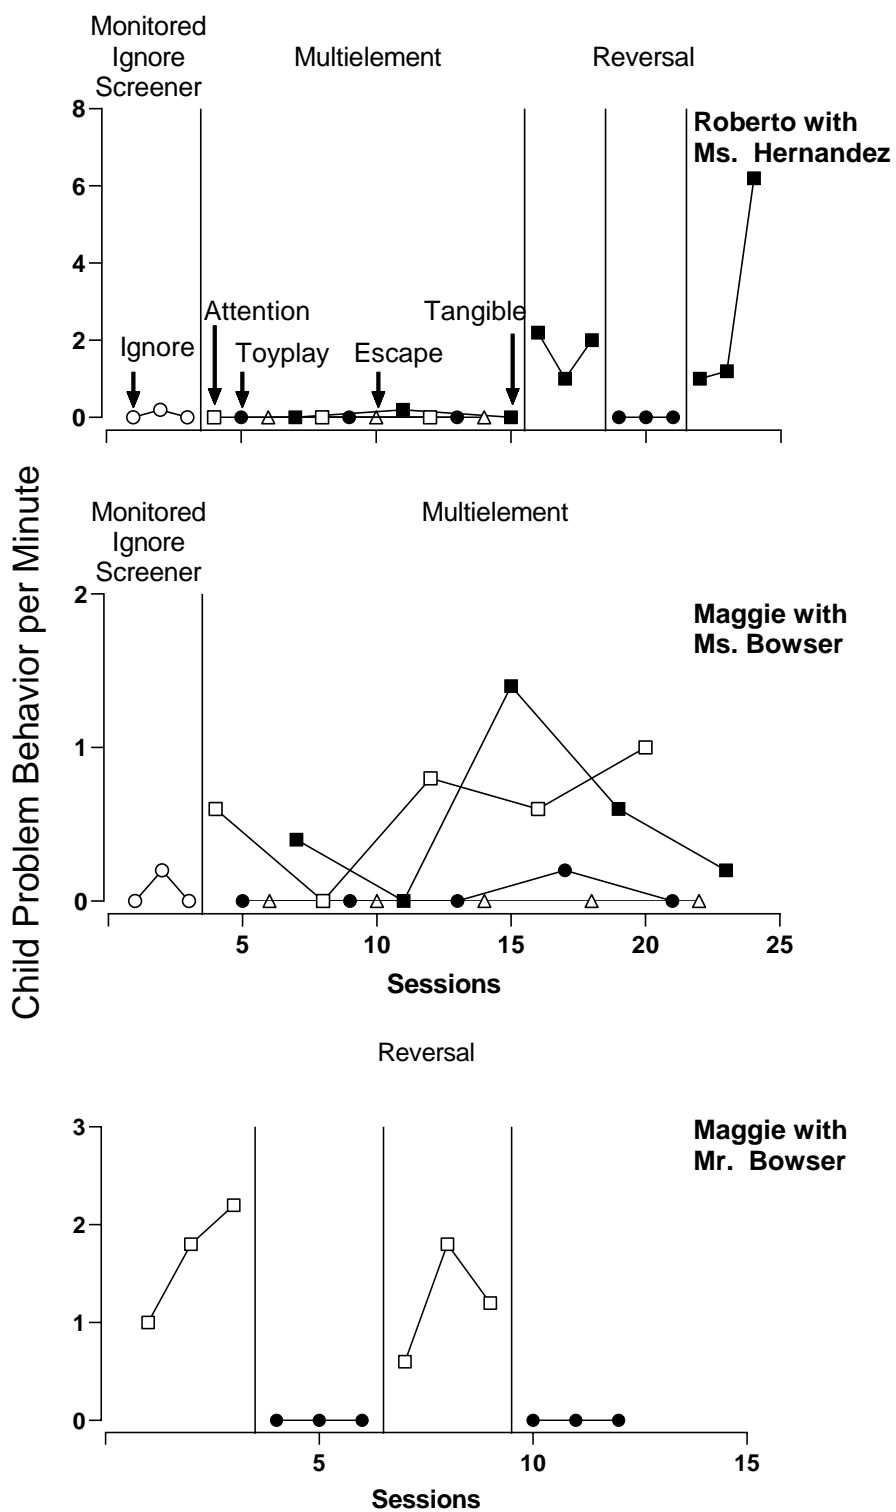 Monitored
Ignore
Screener
Multielement
Reversal
8
Roberto with
Ms. Hernandez
6
4
Attention
Tangible
2
Ignore
Toyplay
Escape
0
Child Problem Behavior per Minute
Monitored
Ignore
Screener
Multielement
2
Maggie with
Ms. Bowser
1
0
5
10
15
20
25
Sessions
Reversal
3
Maggie with
Mr. Bowser
2
1
0
5
10
15
Sessions